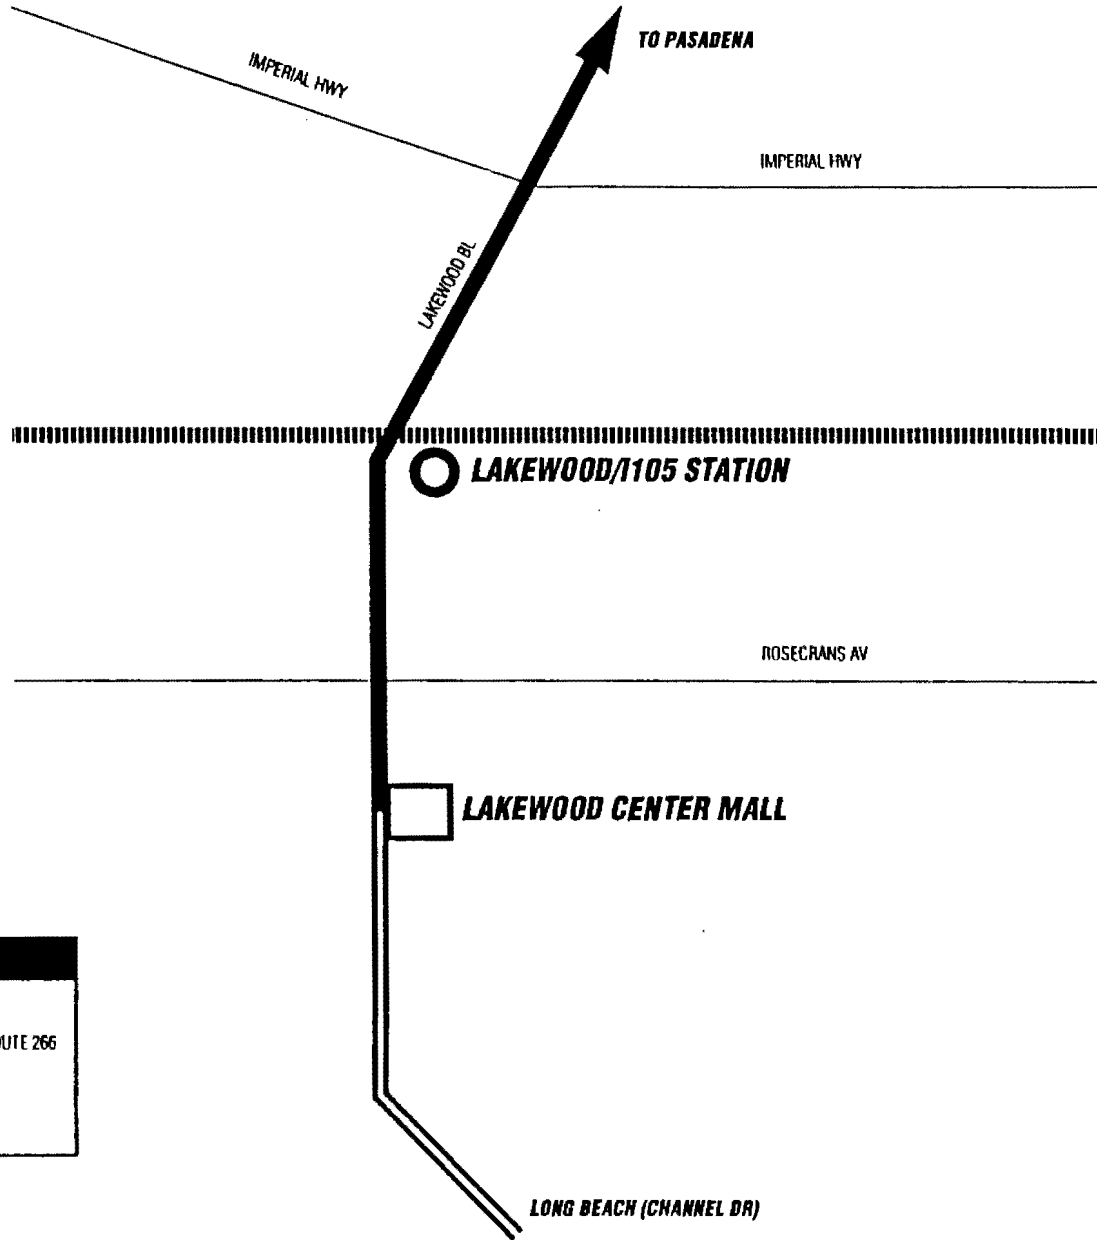 TO PASADENA
IMPERIAL HWY
IMPERIAL HWY
LAKEWOOD BL
LAKEWOOD/I105 STATION
ROSECRANS AV
LAKEWOOD CENTER MALL
266
LONG BEACH (CHANNEL DR)